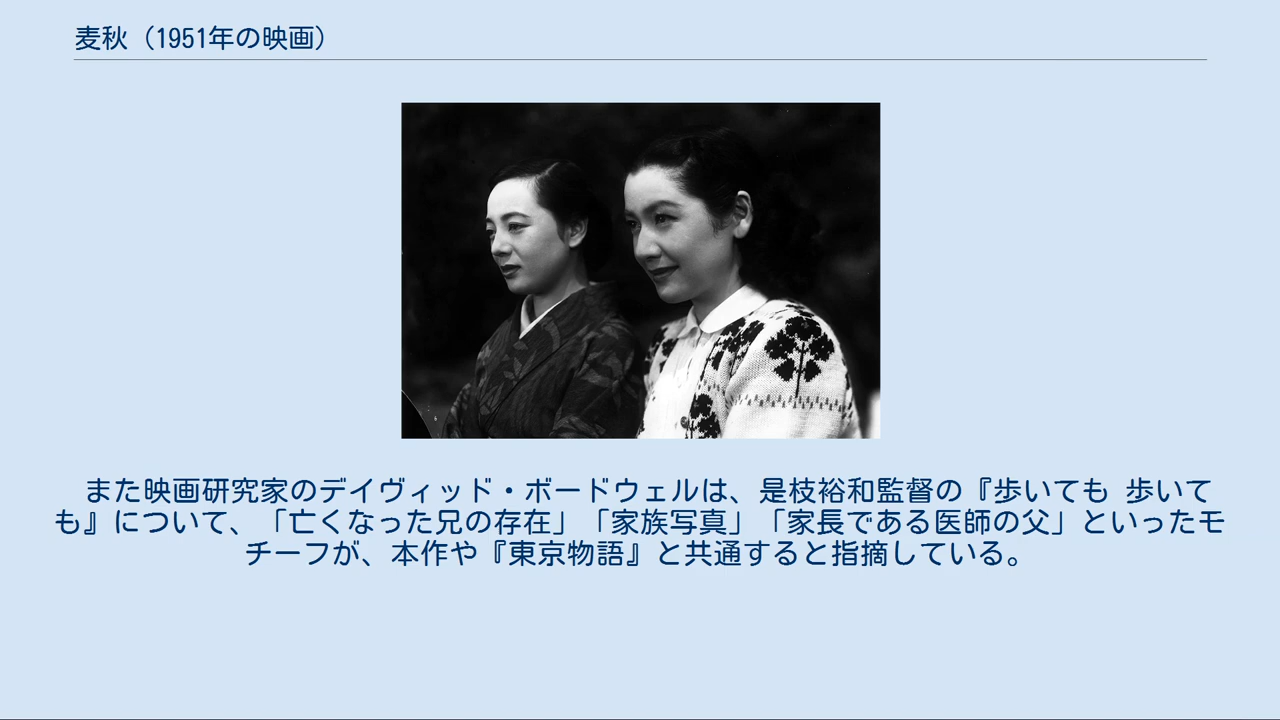 麦秋（1951年の映画）
また映画研究家のデイヴィッド・ボードウェルは、是枝裕和監督の『歩いても 歩いて
も』について、「亡くなった兄の存在」「家族写真」「家長である医師の父」といったモ
チーフが、本作や『東京物語』と共通すると指摘している。